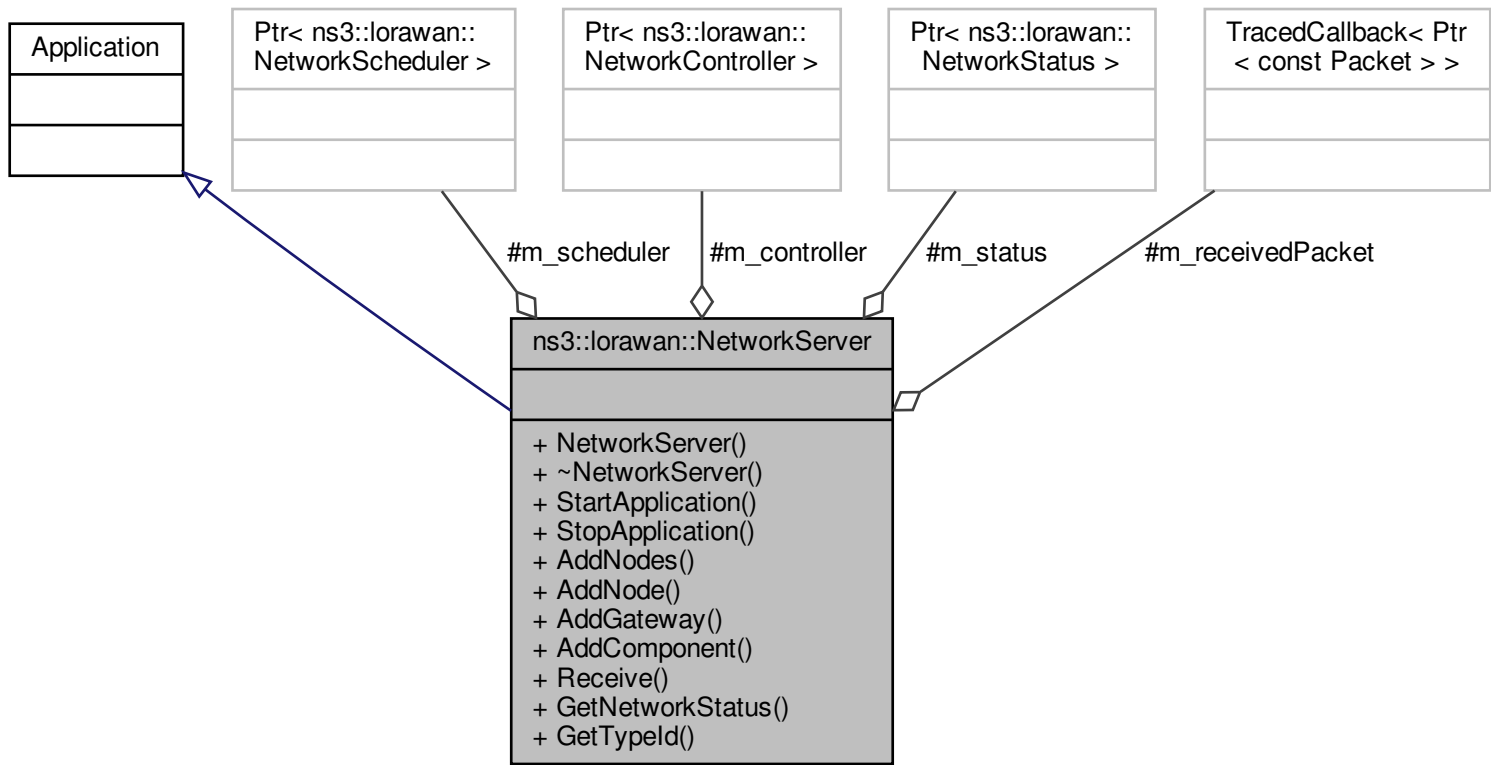 Application
Ptr< ns3::lorawan::
NetworkScheduler >
Ptr< ns3::lorawan::
NetworkController >
Ptr< ns3::lorawan::
NetworkStatus >
TracedCallback< Ptr
< const Packet > >
#m_scheduler
#m_controller
#m_status
#m_receivedPacket
ns3::lorawan::NetworkServer
+ NetworkServer()
+ ~NetworkServer()
+ StartApplication()
+ StopApplication()
+ AddNodes()
+ AddNode()
+ AddGateway()
+ AddComponent()
+ Receive()
+ GetNetworkStatus()
+ GetTypeId()